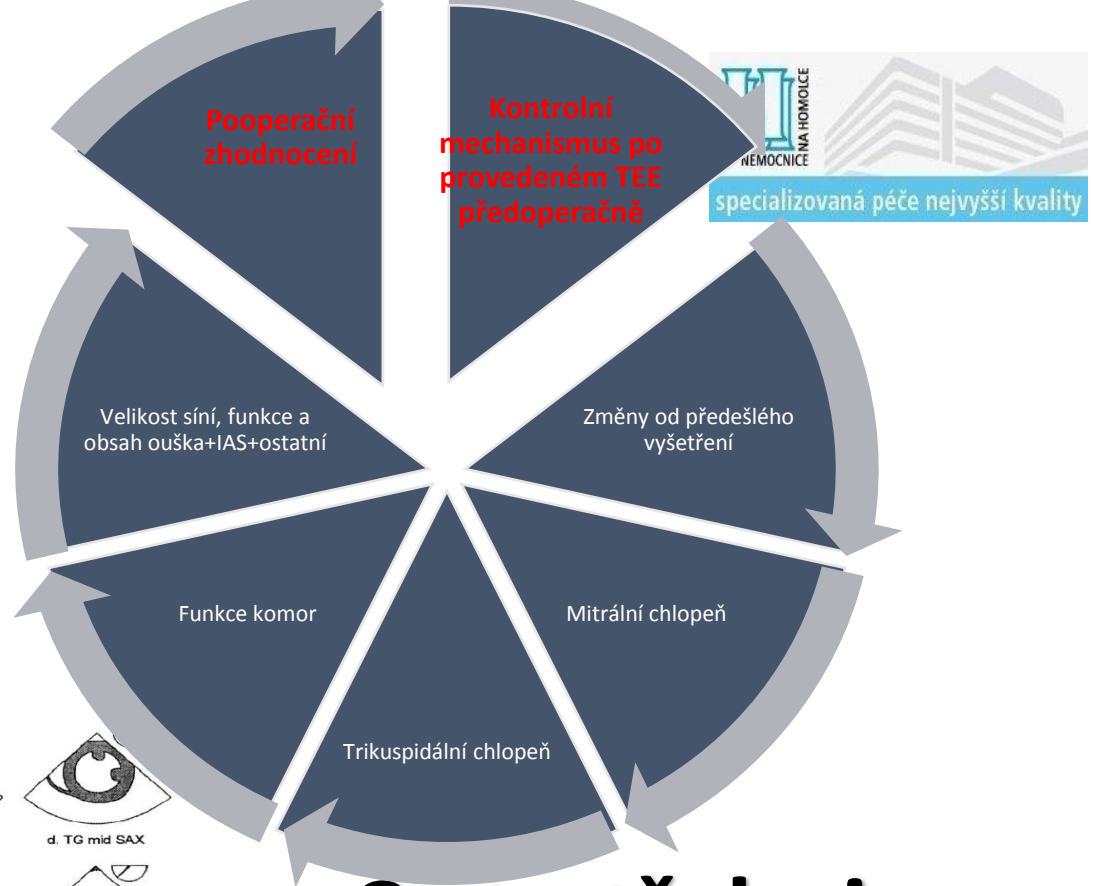 Pooperační
zhodnocení
Kontrolní
mechanismus po
provedeném TEE
předoperačně
NEMOCNICE
NA HOMOLCE
specializovaná péče nejvyšší kvality
Velikost síní, funkce a
obsah ouška+IAS+ostatní
Změny od předešlého
vyšetření
Funkce komor
Mitrální chlopeň
Trikuspidální chlopeň
d. TG mid SAX